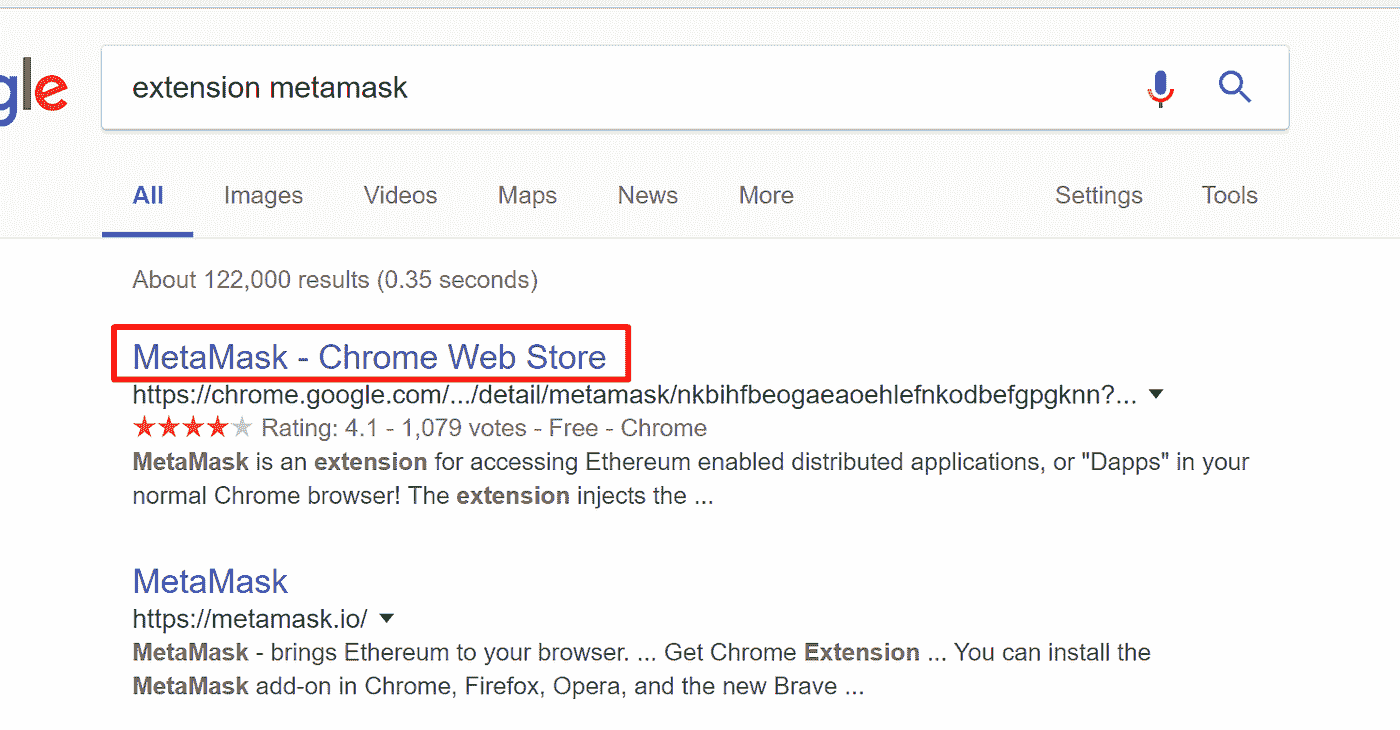 gle
extension metamask
All Images Videos Maps News More Settings Tools
About 122,000 results (0.35 seconds)
MetaMask - Chrome Web Store
https://chrome.google.com/.../detail/metamask/nkbihfbeogaeaoehlefnkodbefgpgknn?...
Rating: 4.1 - 1,079 votes - Free - Chrome
MetaMask is an extension for accessing Ethereum enabled distributed applications, or "Dapps" in your
normal Chrome browser! The extension injects the ...
MetaMask
https://metamask.io/
MetaMask - brings Ethereum to your browser. ... Get Chrome Extension ... You can install the
MetaMask add-on in Chrome, Firefox, Opera, and the new Brave ...